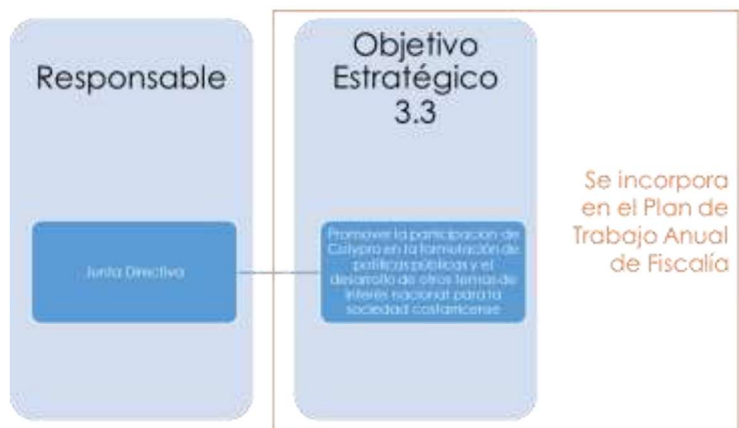 Responsable
Objetivo
Estratégico
3.3
Junta Directiva
Promover la participación de
Colypro en la formulación de
políticas públicas y el
desarrollo de otros temas de
interés nacional para la
sociedad costarricense
Se incorpora
en el Plan de
Trabajo Anual
de Fiscalía